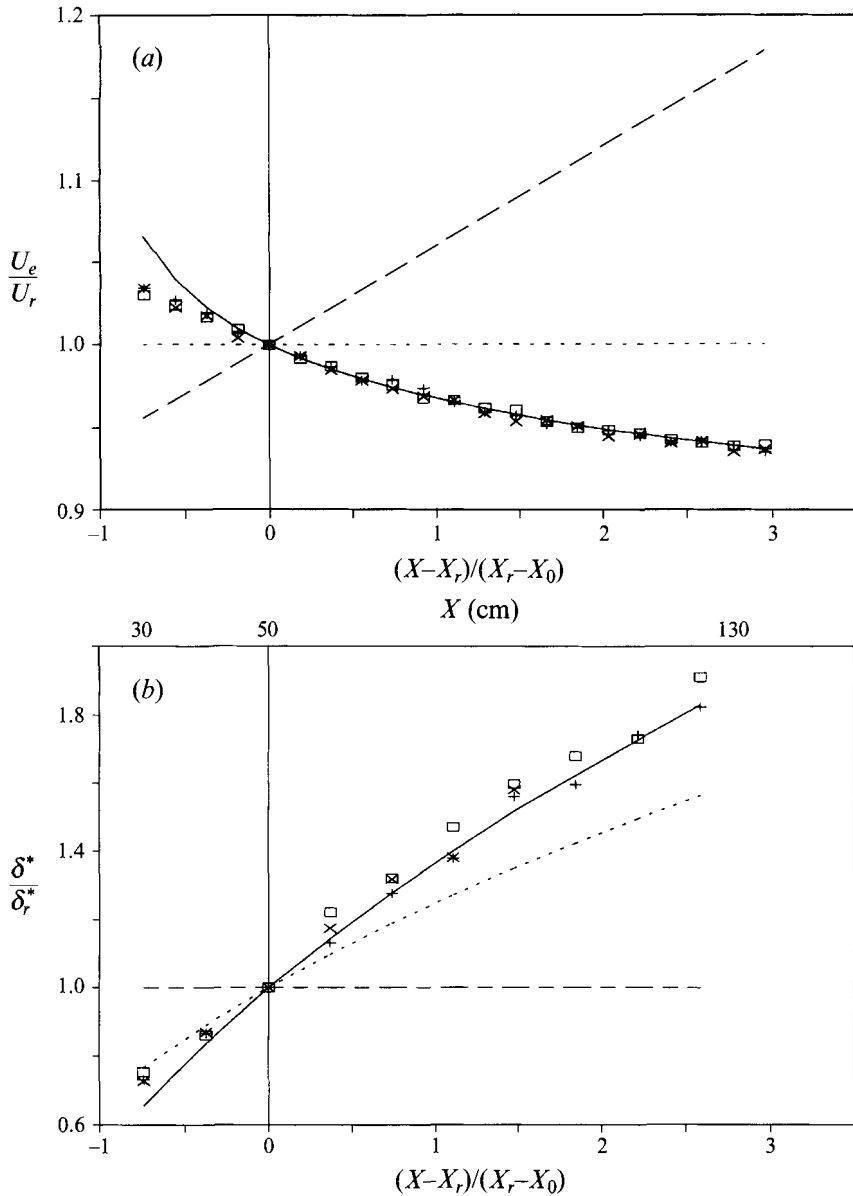 1.2
(a)
1.1
U_e
U_r
1.0
0.9
–1 0 1 2 3
(X–X_r)/(X_r–X_0)
X (cm)
30 50 130
(b)
1.8
1.4
δ*
δ_r*
1.0
0.6
–1 0 1 2 3
(X–X_r)/(X_r–X_0)